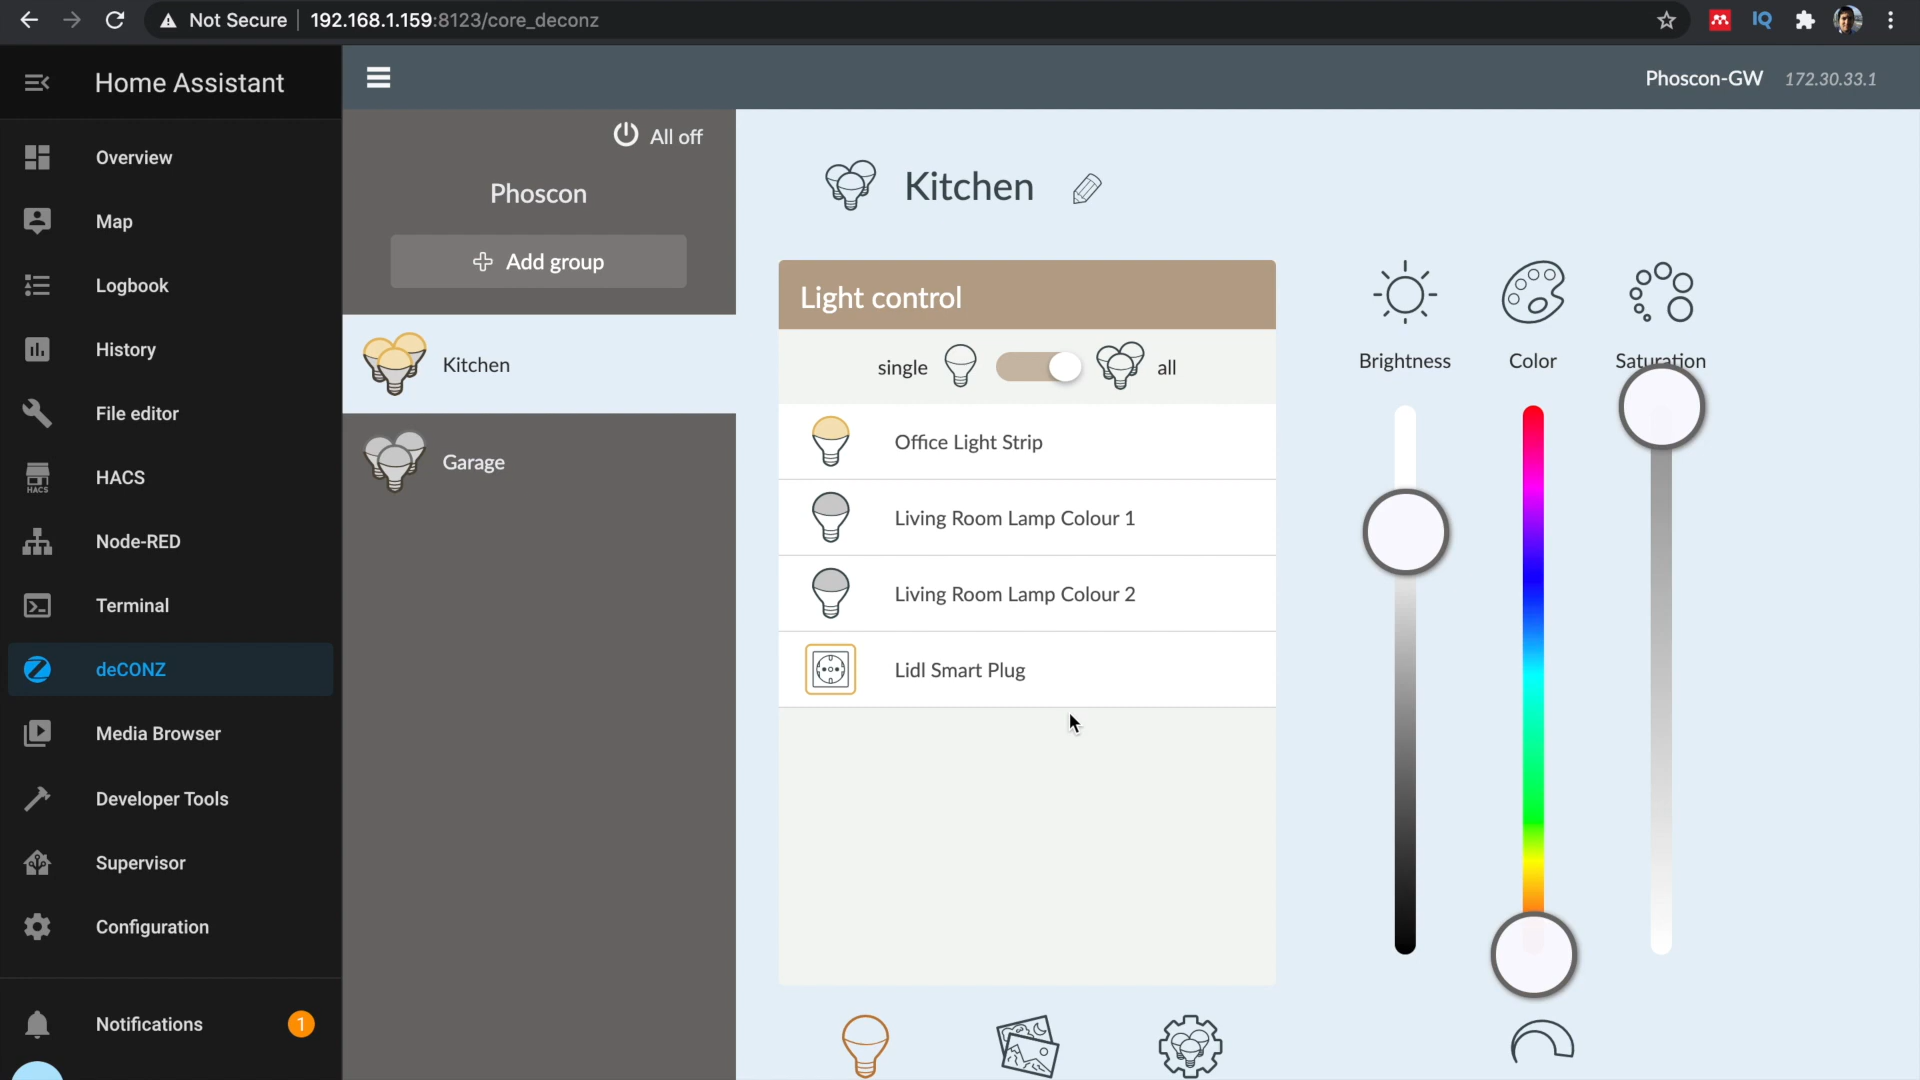 Not Secure | 192.168.1.159:8123/core_deconz
IQ
Home Assistant
Phoscon-GW 172.30.33.1
Overview
Map
Logbook
History
File editor
HACS
HACS
Node-RED
Terminal
deCONZ
Media Browser
Developer Tools
Supervisor
Configuration
Notifications 1
All off
Phoscon
Add group
Kitchen
Garage
Kitchen
Light control
single all
Office Light Strip
Living Room Lamp Colour 1
Living Room Lamp Colour 2
Lidl Smart Plug
Brightness Color Saturation